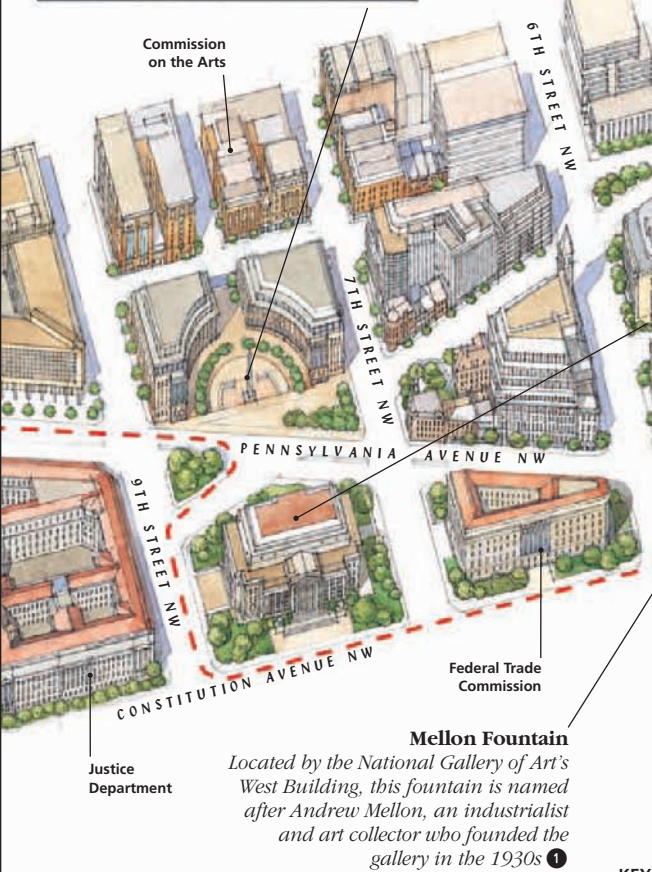 Commission
on the Arts
6TH STREET NW
7TH STREET NW
PENNSYLVANIA AVENUE NW
9TH STREET NW
CONSTITUTION AVENUE NW
Federal Trade
Commission
Justice
Department
Mellon Fountain
Located by the National Gallery of Art’s
West Building, this fountain is named
after Andrew Mellon, an industrialist
and art collector who founded the
gallery in the 1930s 1
KEY